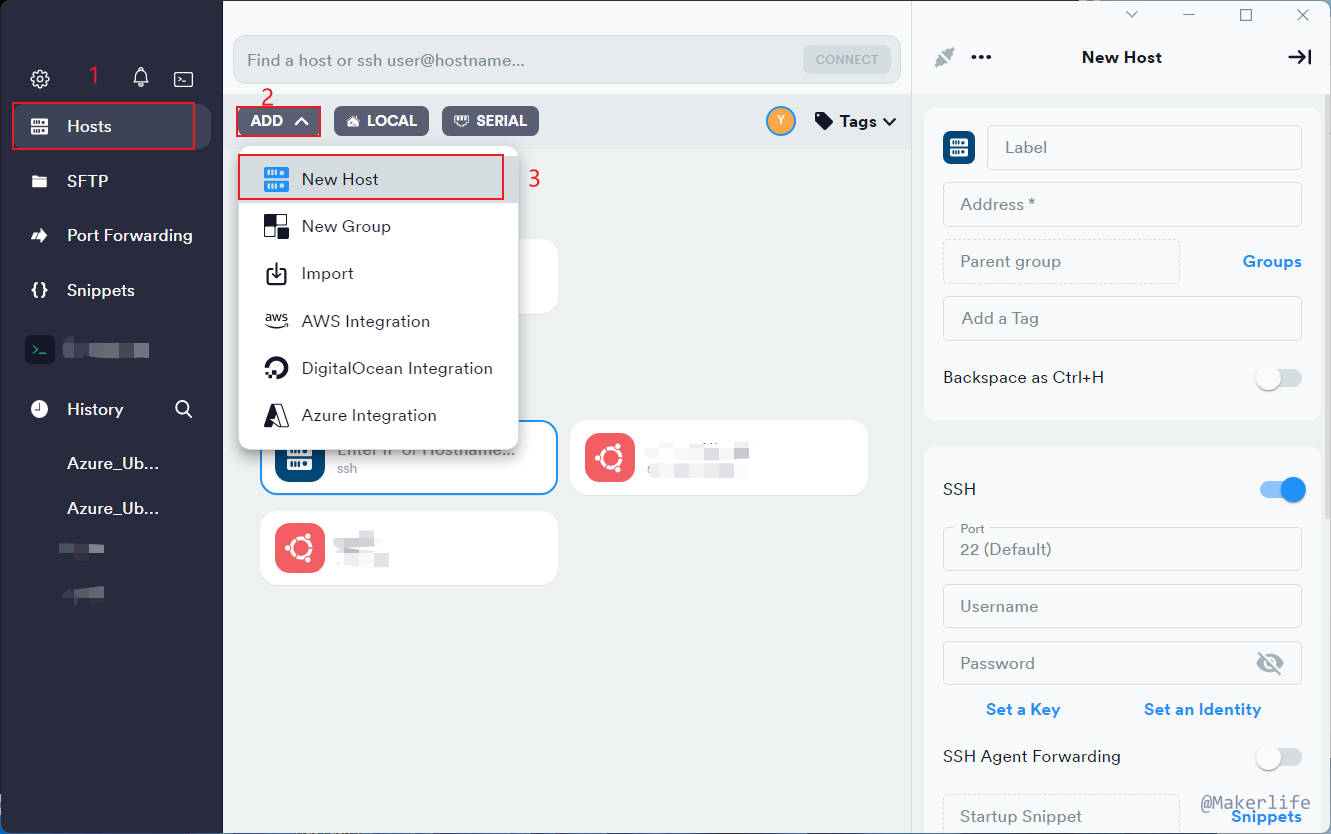 1
Hosts
SFTP
Port Forwarding
Snippets
History
Azure_Ub...
Azure_Ub...
Find a host or ssh user@hostname...
CONNECT
2
ADD
LOCAL
SERIAL
Y
Tags
New Host
3
New Group
Import
aws
AWS Integration
DigitalOcean Integration
Azure Integration
Enter IP or Hostname...
ssh
New Host
Label
Address *
Parent group
Groups
Add a Tag
Backspace as Ctrl+H
SSH
Port
22 (Default)
Username
Password
Set a Key
Set an Identity
SSH Agent Forwarding
Startup Snippet
Snippets
@Makerlife